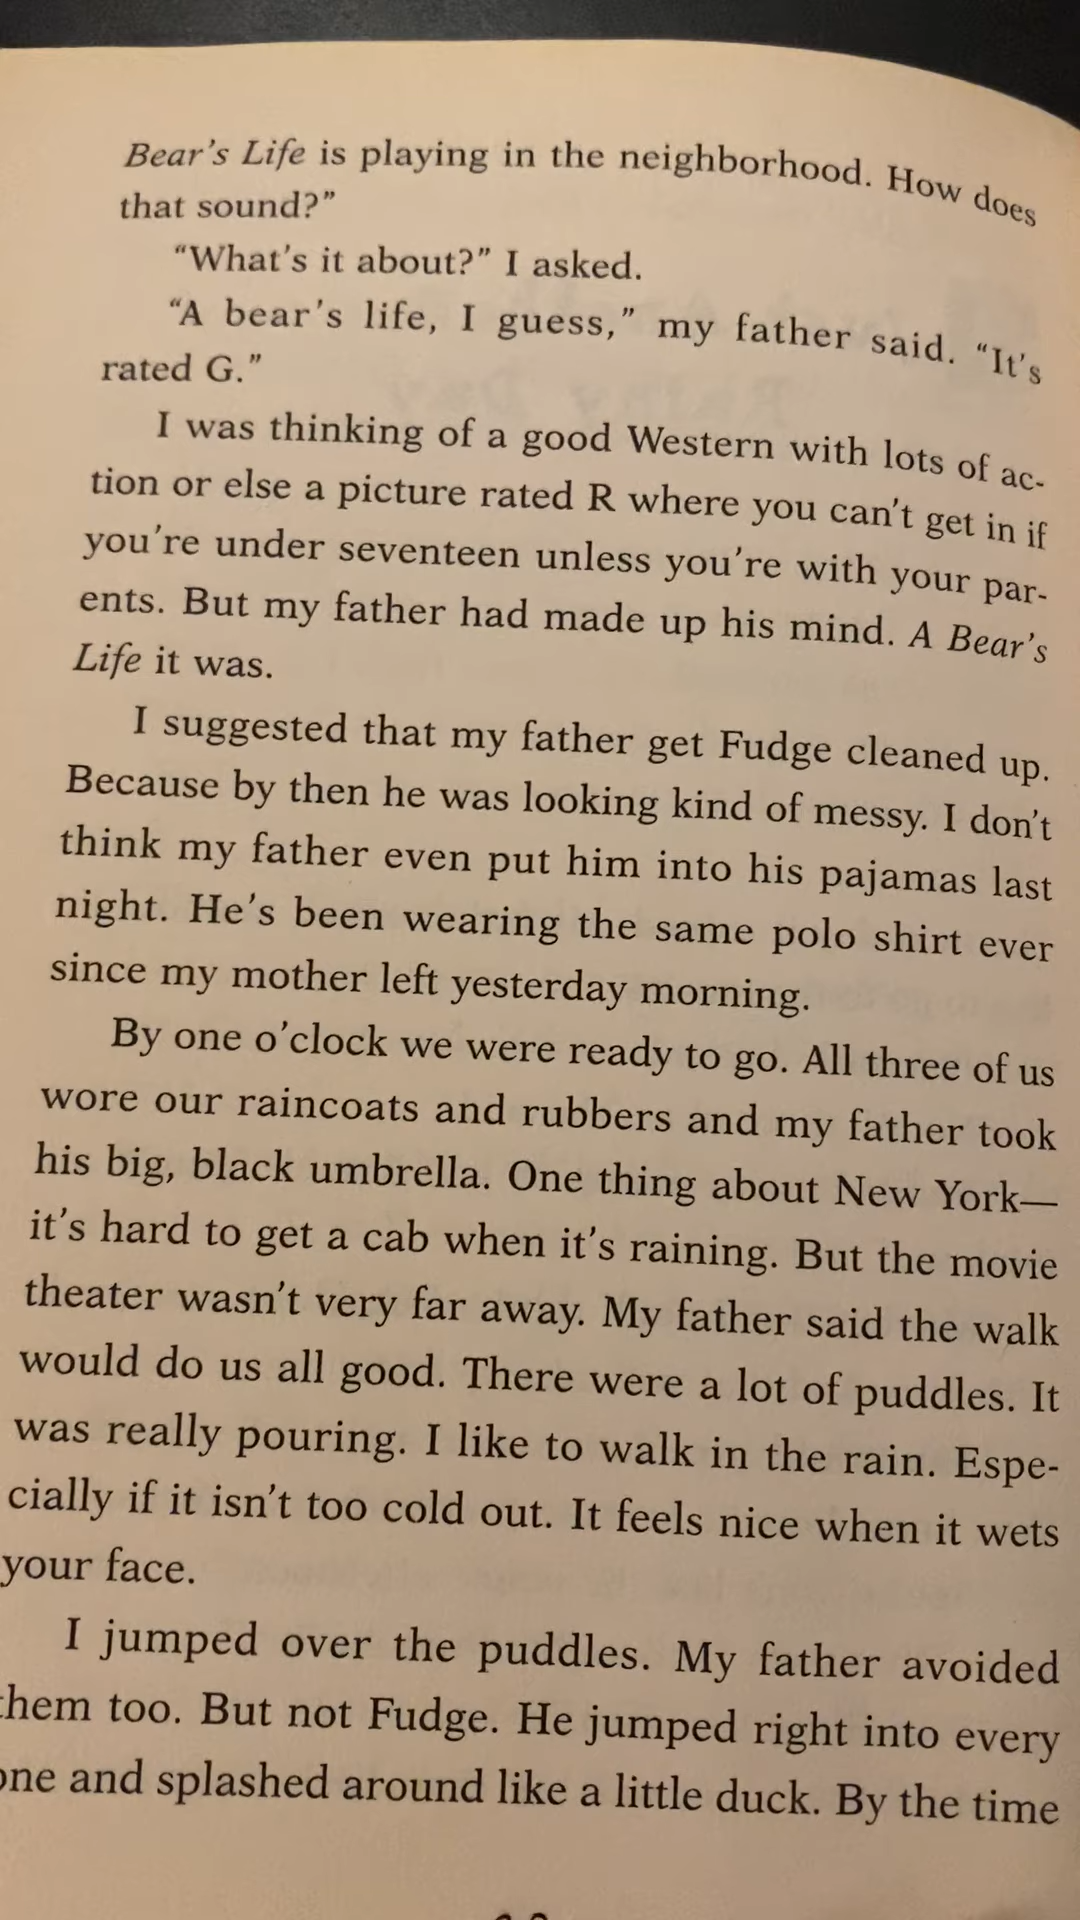 Bear's Life is playing in the neighborhood. How does
that sound?"
"What's it about?" I asked.
"A bear's life, I guess," my father said. "It's
rated G."
I was thinking of a good Western with lots of ac-
tion or else a picture rated R where you can't get in if
you're under seventeen unless you're with your par-
ents. But my father had made up his mind. A Bear's
Life it was.
I suggested that my father get Fudge cleaned up.
Because by then he was looking kind of messy. I don't
think my father even put him into his pajamas last
night. He's been wearing the same polo shirt ever
since my mother left yesterday morning.
By one o'clock we were ready to go. All three of us
wore our raincoats and rubbers and my father took
his big, black umbrella. One thing about New York—
it's hard to get a cab when it's raining. But the movie
theater wasn't very far away. My father said the walk
would do us all good. There were a lot of puddles. It
was really pouring. I like to walk in the rain. Espe-
cially if it isn't too cold out. It feels nice when it wets
your face.
I jumped over the puddles. My father avoided
them too. But not Fudge. He jumped right into every
one and splashed around like a little duck. By the time